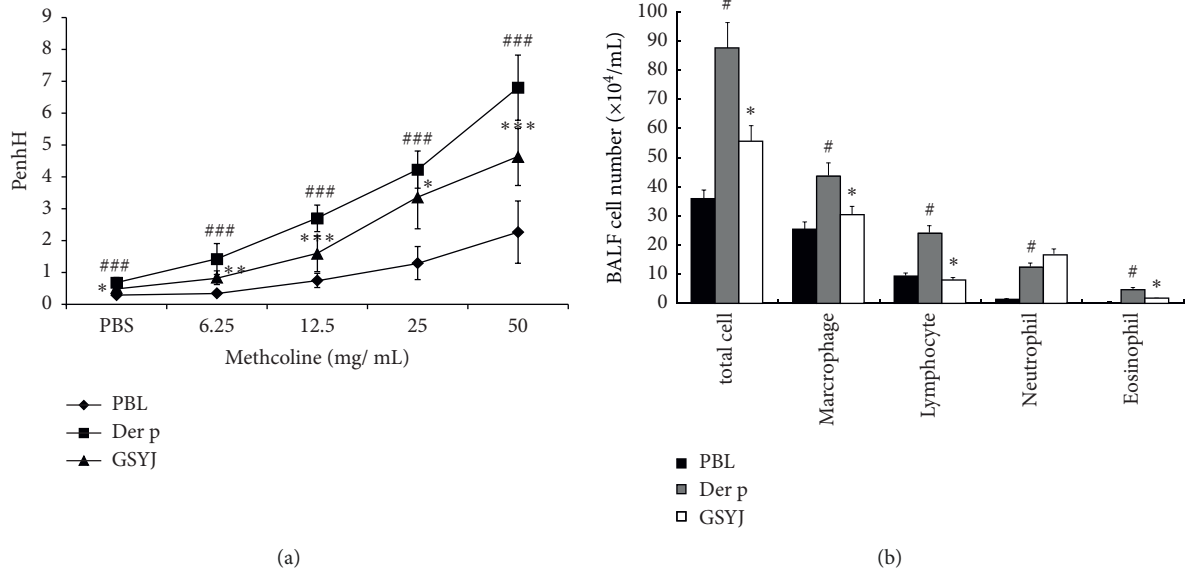 9
8
7
6
5
4
3
2
1
0
PenhH
###
###
###
###
###
*
**
***
*
***
PBS 6.25 12.5 25 50
Methcoline (mg/ mL)
PBL
Der p
GSYJ
(a)
100
90
80
70
60
50
40
30
20
10
0
BALF cell number (×10⁴/mL)
#
*
#
*
#
*
#
#
*
total cell
Marcrophage
Lymphocyte
Neutrophil
Eosinophil
PBL
Der p
GSYJ
(b)